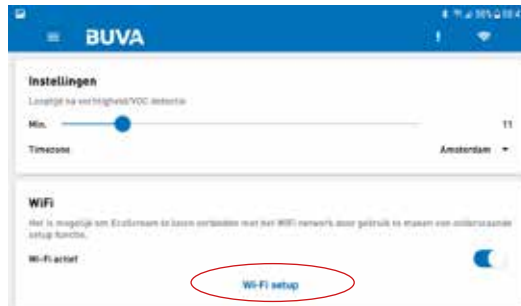 BUVA
Instellingen
Looptijd na vochtigheid/VOC detectie
Min. 11
Timezone Amsterdam
WiFi
Het is mogelijk om EcoStream te laten verbinden met het WiFi netwerk door gebruik te maken van onderstaande
setup functie.
Wi-Fi actief
Wi-Fi setup